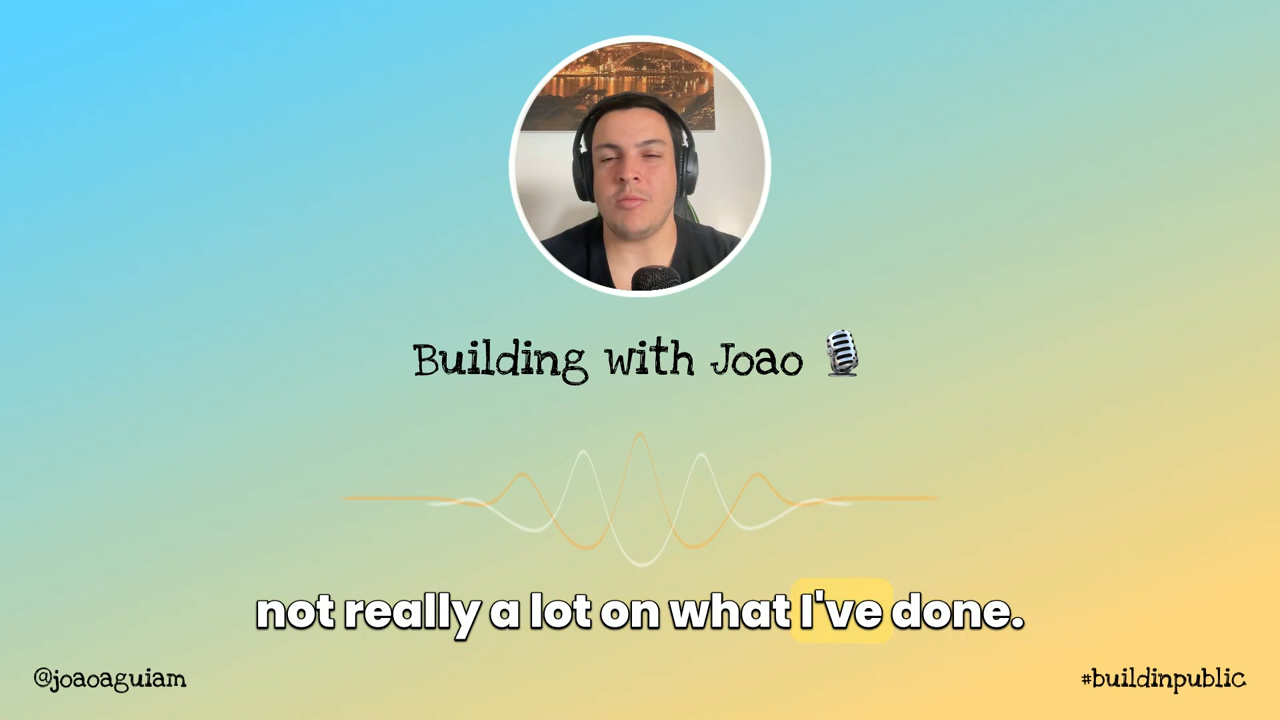 Building with Joao 🎙️
not really a lot on what I've done.
@joaoaguiam
#buildinpublic